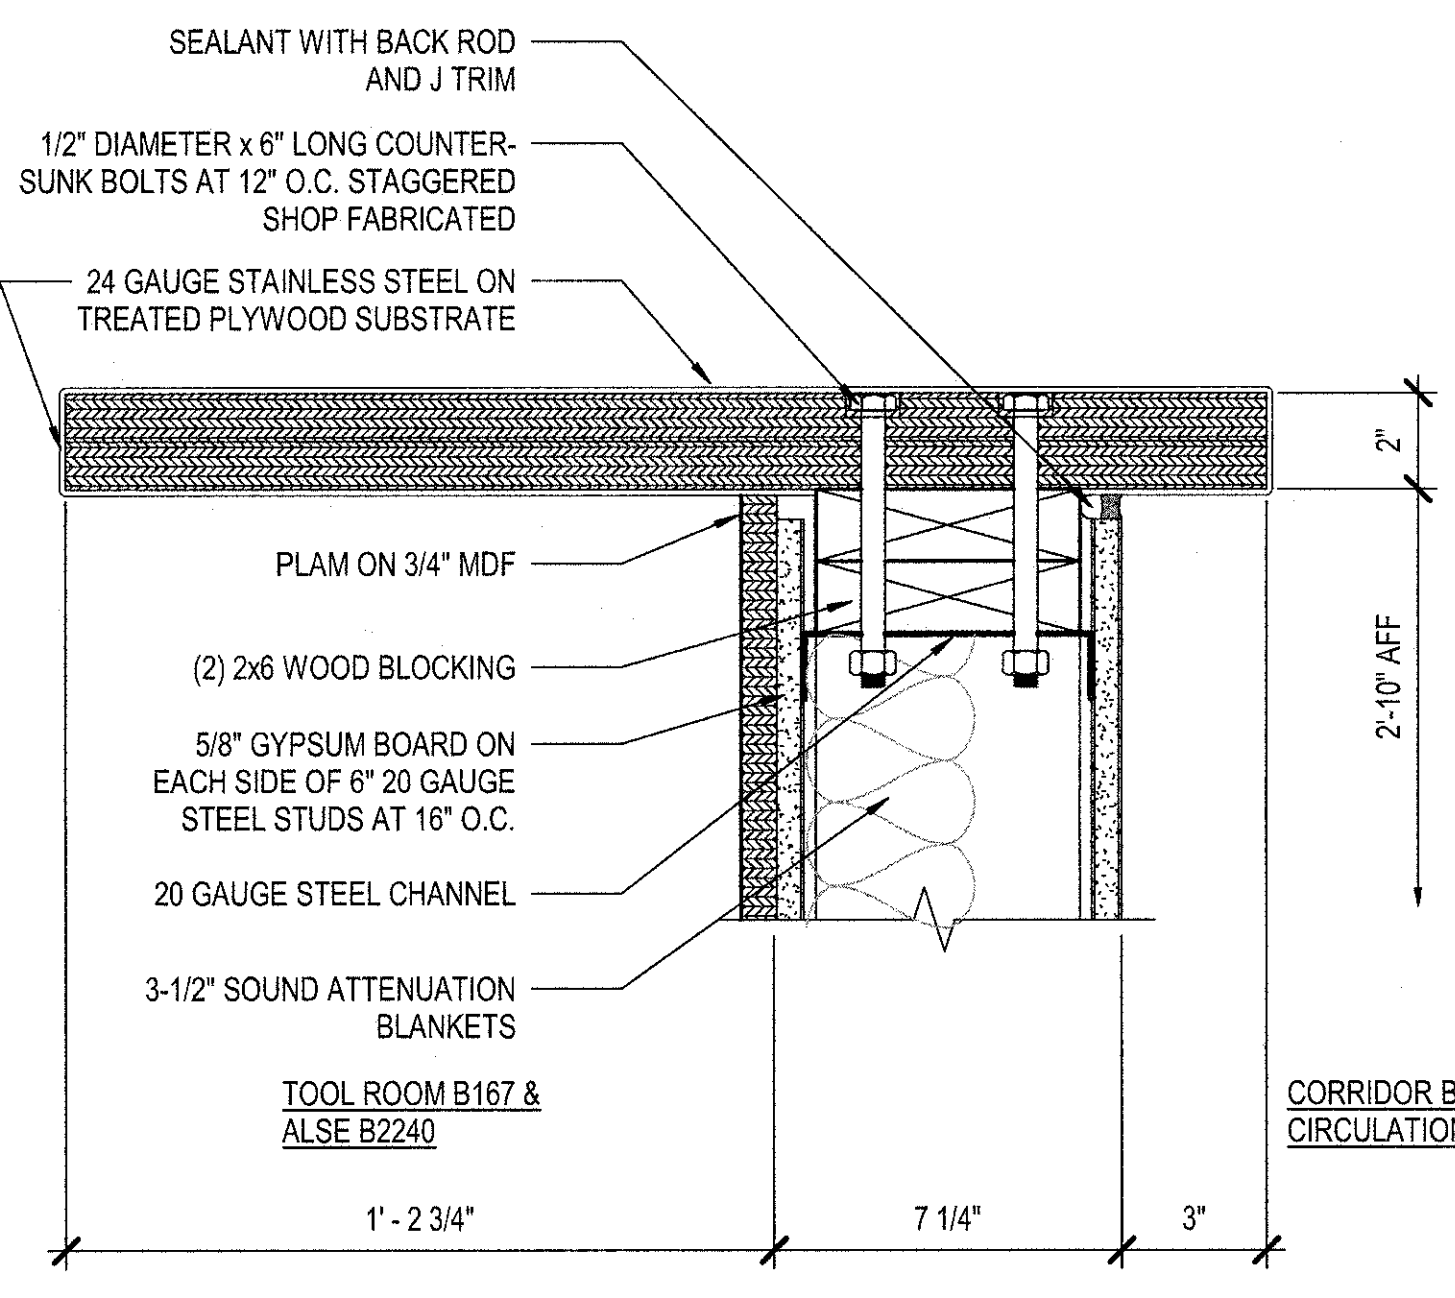 SEALANT WITH BACK ROD
AND J TRIM
1/2" DIAMETER x 6" LONG COUNTER-
SUNK BOLTS AT 12" O.C. STAGGERED
SHOP FABRICATED
24 GAUGE STAINLESS STEEL ON
TREATED PLYWOOD SUBSTRATE
2"
PLAM ON 3/4" MDF
(2) 2x6 WOOD BLOCKING
2'-10" AFF
5/8" GYPSUM BOARD ON
EACH SIDE OF 6" 20 GAUGE
STEEL STUDS AT 16" O.C.
20 GAUGE STEEL CHANNEL
3-1/2" SOUND ATTENUATION
BLANKETS
TOOL ROOM B167 &
ALSE B2240
CORRIDOR B
CIRCULATION
1' - 2 3/4"
7 1/4"
3"